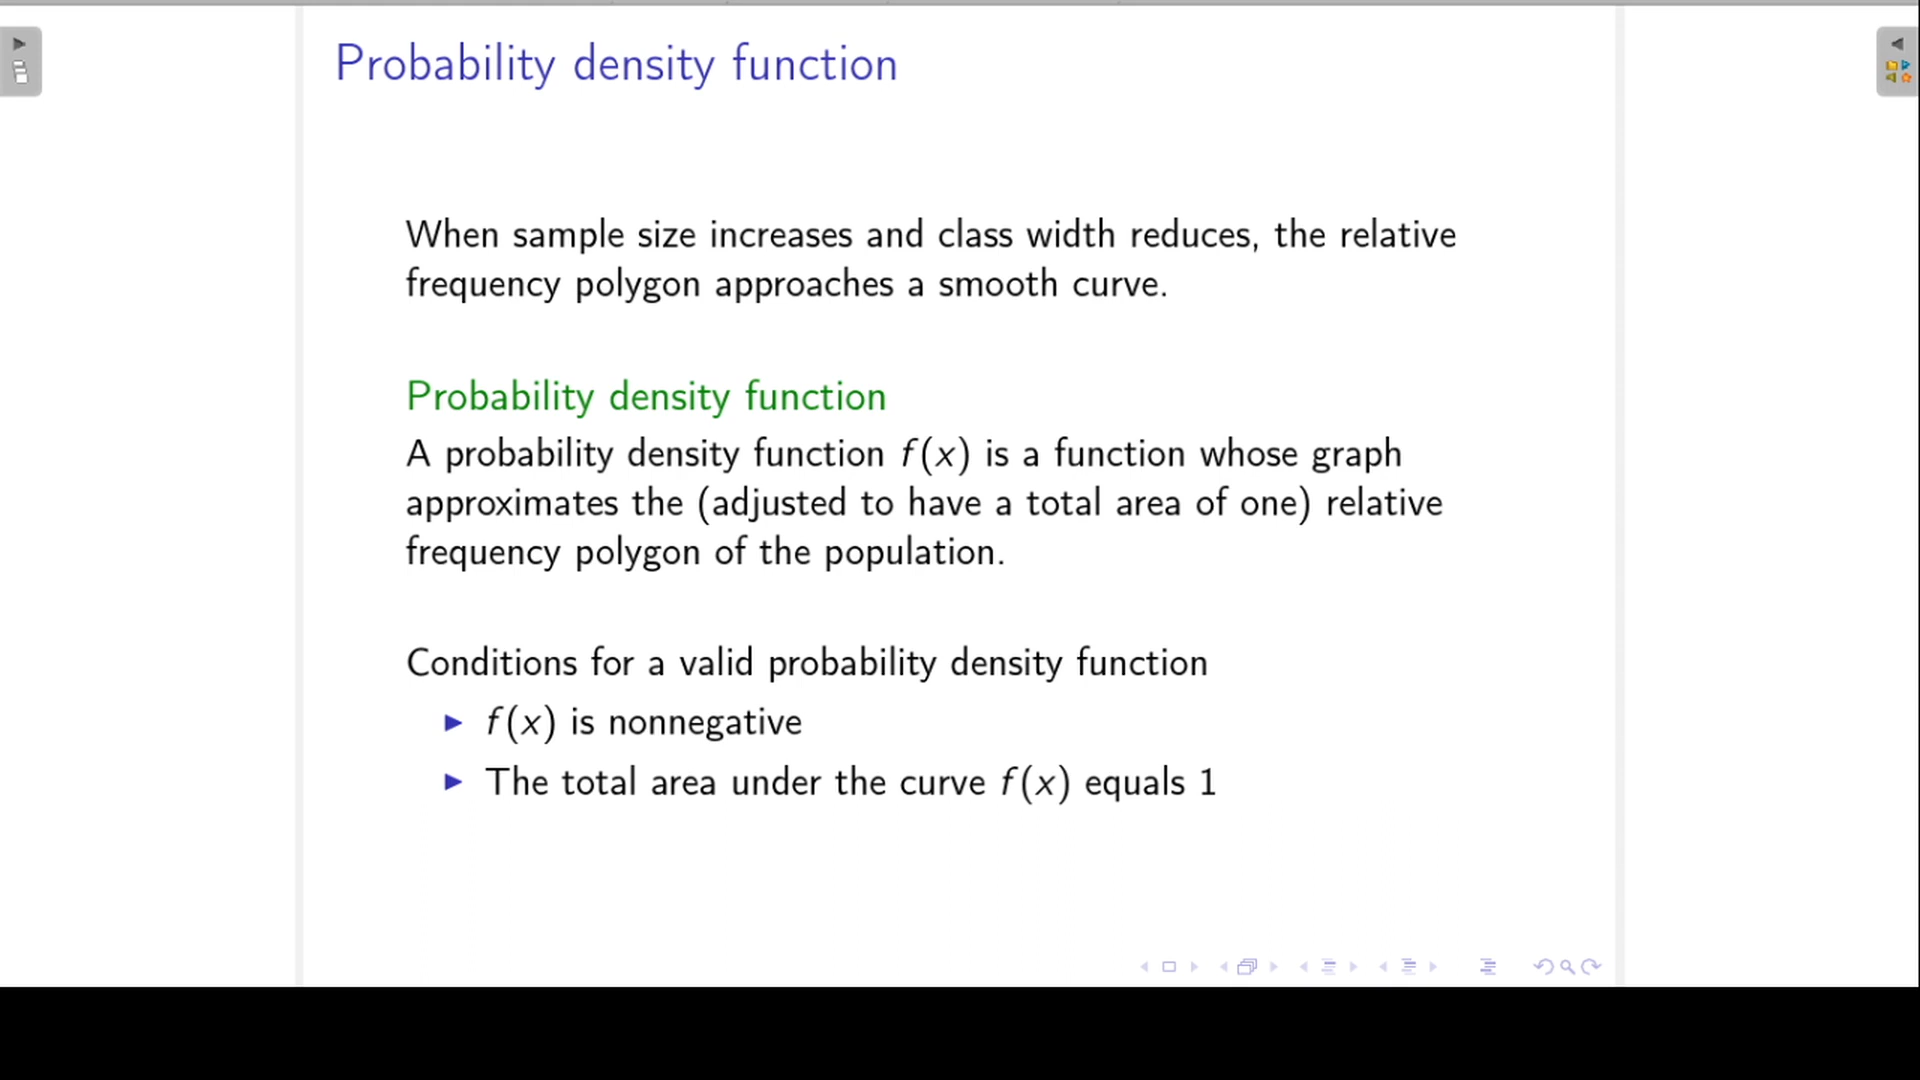 Probability density function
When sample size increases and class width reduces, the relative
frequency polygon approaches a smooth curve.
Probability density function
A probability density function f(x) is a function whose graph
approximates the (adjusted to have a total area of one) relative
frequency polygon of the population.
Conditions for a valid probability density function
▶ f(x) is nonnegative
▶ The total area under the curve f(x) equals 1